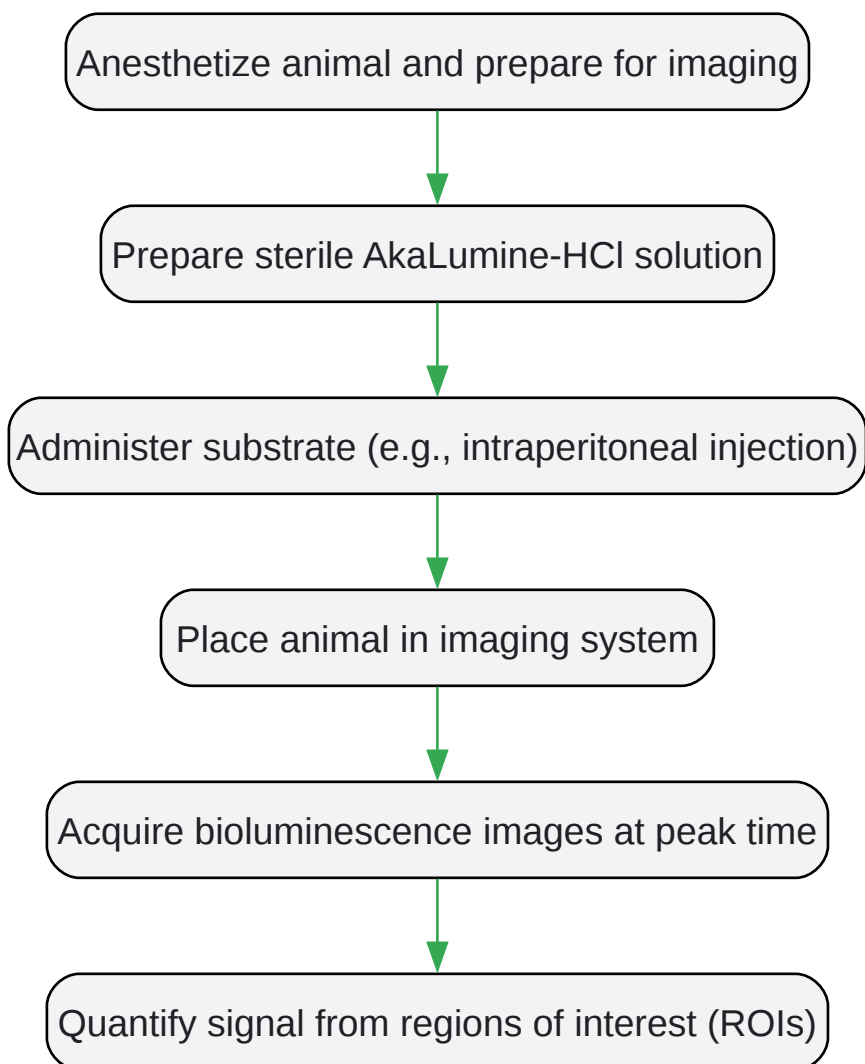 Anesthetize animal and prepare for imaging
Prepare sterile AkaLumine-HCl solution
Administer substrate (e.g., intraperitoneal injection)
Place animal in imaging system
Acquire bioluminescence images at peak time
Quantify signal from regions of interest (ROIs)